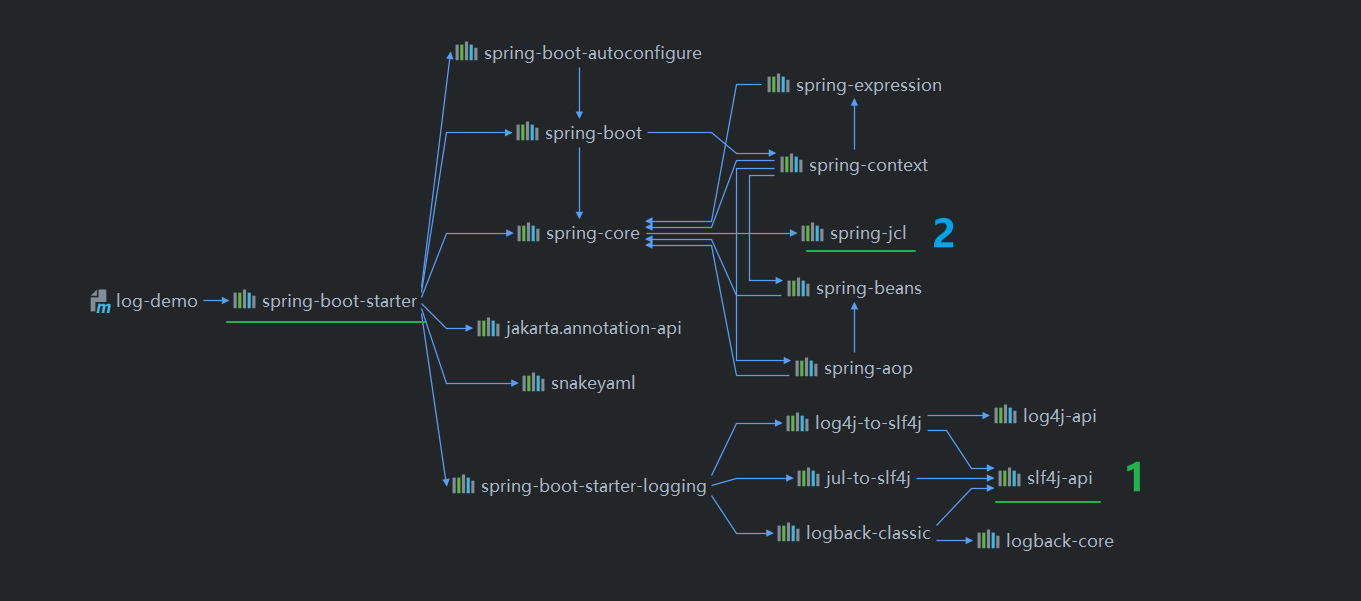 spring-boot-autoconfigure
spring-expression
spring-boot
spring-context
spring-core
spring-jcl
2
spring-beans
log-demo
spring-boot-starter
jakarta.annotation-api
spring-aop
snakeyaml
log4j-to-slf4j
log4j-api
jul-to-slf4j
slf4j-api
1
spring-boot-starter-logging
logback-classic
logback-core